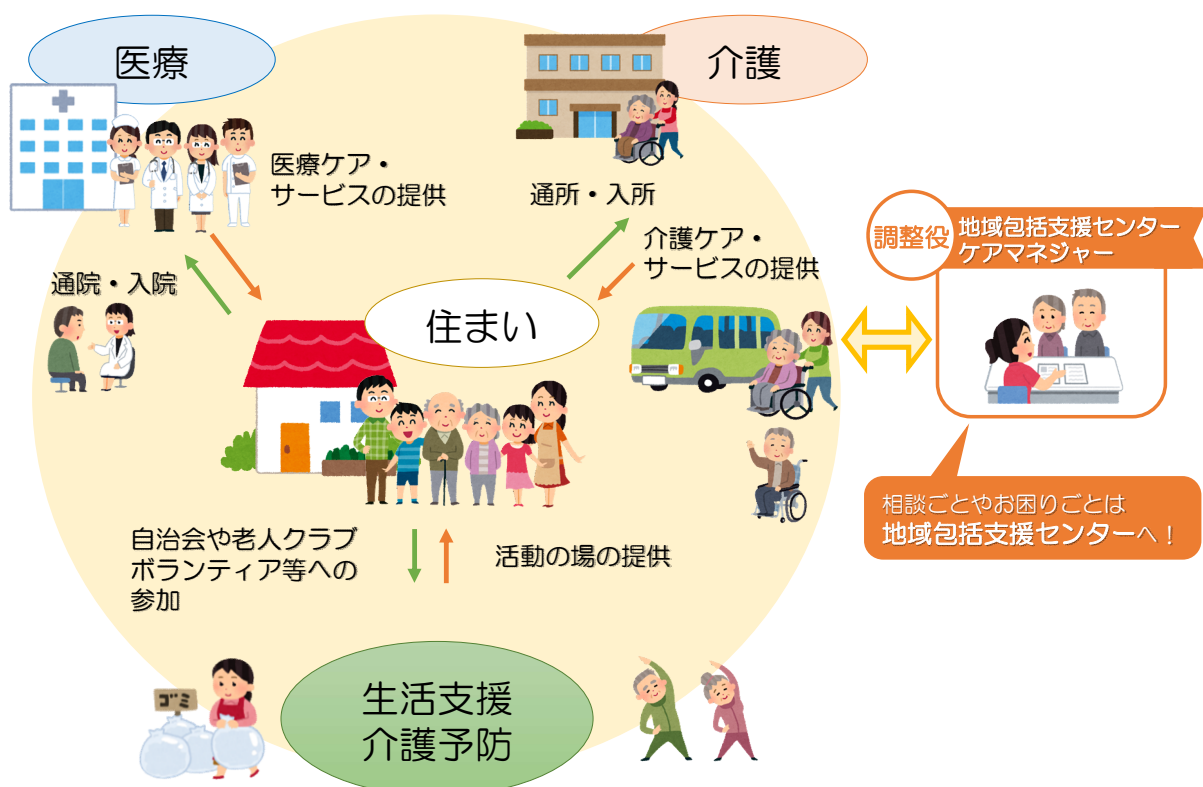 医療
介護
医療ケア・
サービスの提供
通所・入所
介護ケア・
サービスの提供
調整役
地域包括支援センター
ケアマネジャー
通院・入院
住まい
相談ごとやお困りごとは
地域包括支援センターへ！
自治会や老人クラブ
ボランティア等への
参加
活動の場の提供
ゴミ
生活支援
介護予防